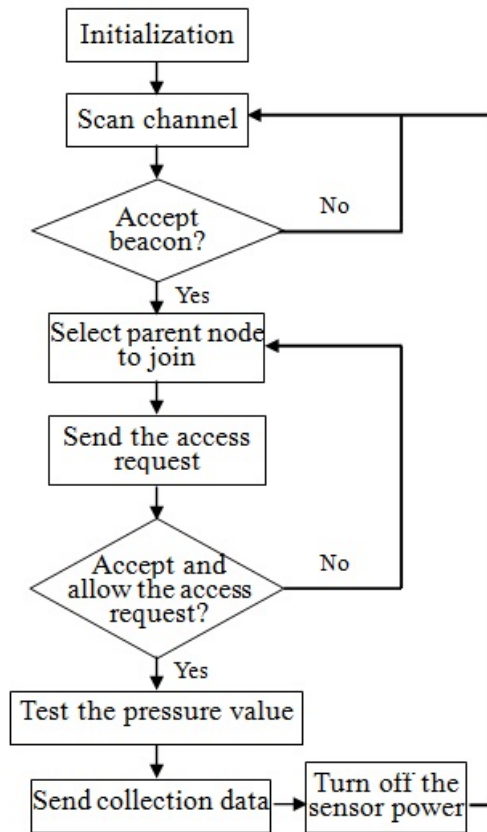 Initialization
Scan channel
Accept
beacon?
No
Yes
Select parent node
to join
Send the access
request
Accept and
allow the access
request?
No
Yes
Test the pressure value
Send collection data
Turn off the
sensor power